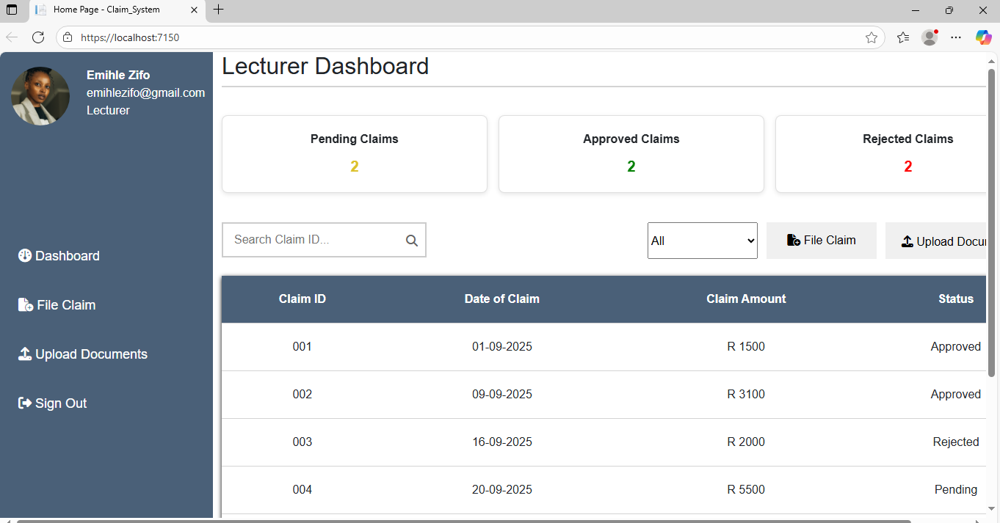 Home Page - Claim_System
https://localhost:7150
Emihle Zifo
emihlezifo@gmail.com
Lecturer
Dashboard
File Claim
Upload Documents
Sign Out
Lecturer Dashboard
Pending Claims
2
Approved Claims
2
Rejected Claims
2
Search Claim ID...
All
File Claim
Upload Docu
Claim ID Date of Claim Claim Amount Status
001 01-09-2025 R 1500 Approved
002 09-09-2025 R 3100 Approved
003 16-09-2025 R 2000 Rejected
004 20-09-2025 R 5500 Pending